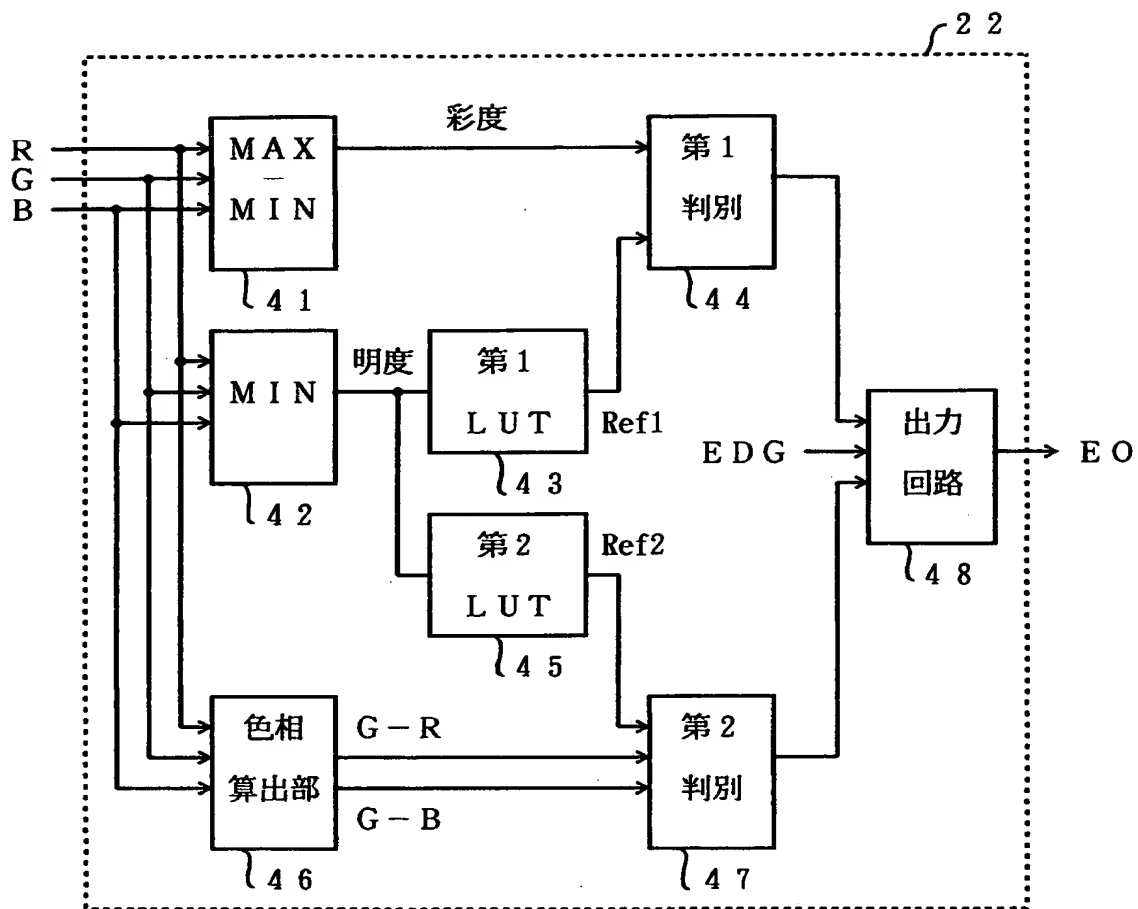 22
R
G
B
MAX
－
MIN
41
彩度
第1
判別
44
MIN
42
明度
第1
LUT
43
Ref1
第2
LUT
45
Ref2
EDG
出力
回路
48
EO
色相
算出部
46
G－R
G－B
第2
判別
47